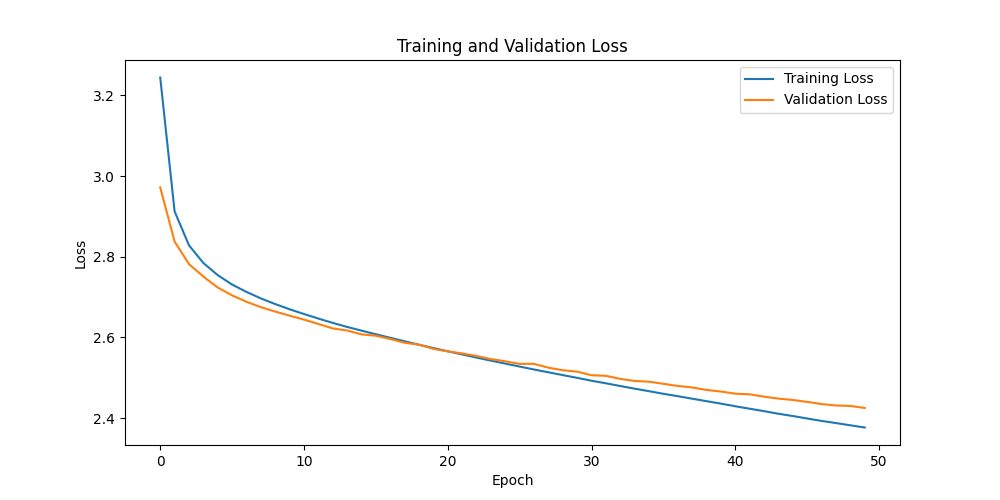 Training and Validation Loss
Training Loss
Validation Loss
3.2
3.0
2.8
2.6
2.4
Loss
0 10 20 30 40 50
Epoch